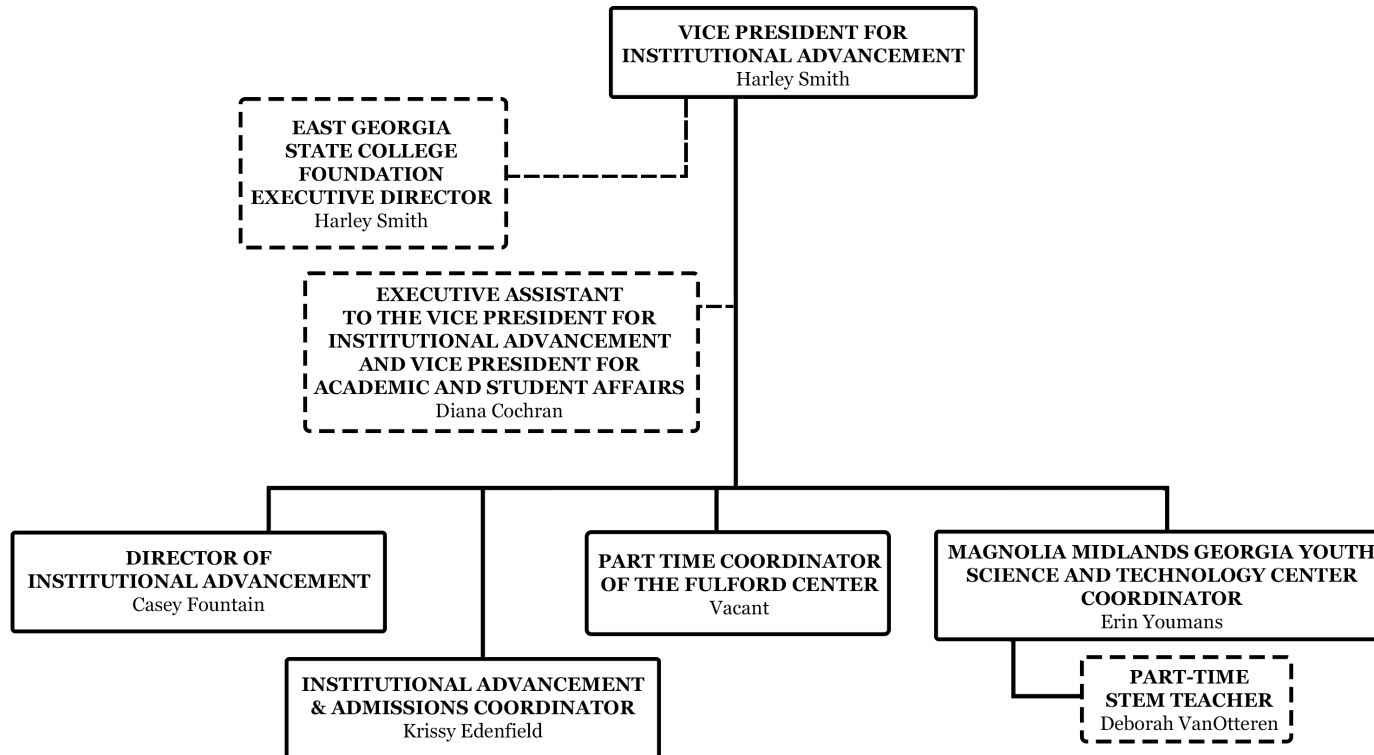 VICE PRESIDENT FOR
INSTITUTIONAL ADVANCEMENT
Harley Smith
EAST GEORGIA
STATE COLLEGE
FOUNDATION
EXECUTIVE DIRECTOR
Harley Smith
EXECUTIVE ASSISTANT
TO THE VICE PRESIDENT FOR
INSTITUTIONAL ADVANCEMENT
AND VICE PRESIDENT FOR
ACADEMIC AND STUDENT AFFAIRS
Diana Cochran
DIRECTOR OF
INSTITUTIONAL ADVANCEMENT
Casey Fountain
INSTITUTIONAL ADVANCEMENT
& ADMISSIONS COORDINATOR
Krissy Edenfield
PART TIME COORDINATOR
OF THE FULFORD CENTER
Vacant
MAGNOLIA MIDLANDS GEORGIA YOUTH
SCIENCE AND TECHNOLOGY CENTER
COORDINATOR
Erin Youmans
PART-TIME
STEM TEACHER
Deborah VanOtteren